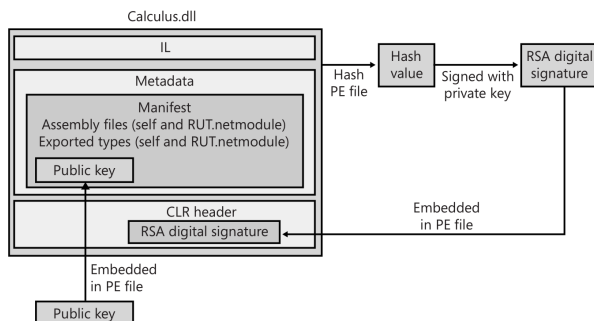 Calculus.dll
IL
Metadata
Manifest
Assembly files (self and RUT.netmodule)
Exported types (self and RUT.netmodule)
Public key
CLR header
RSA digital signature
Hash
PE file
Hash
value
Signed with
private key
RSA digital
signature
Embedded
in PE file
Embedded
in PE file
Public key